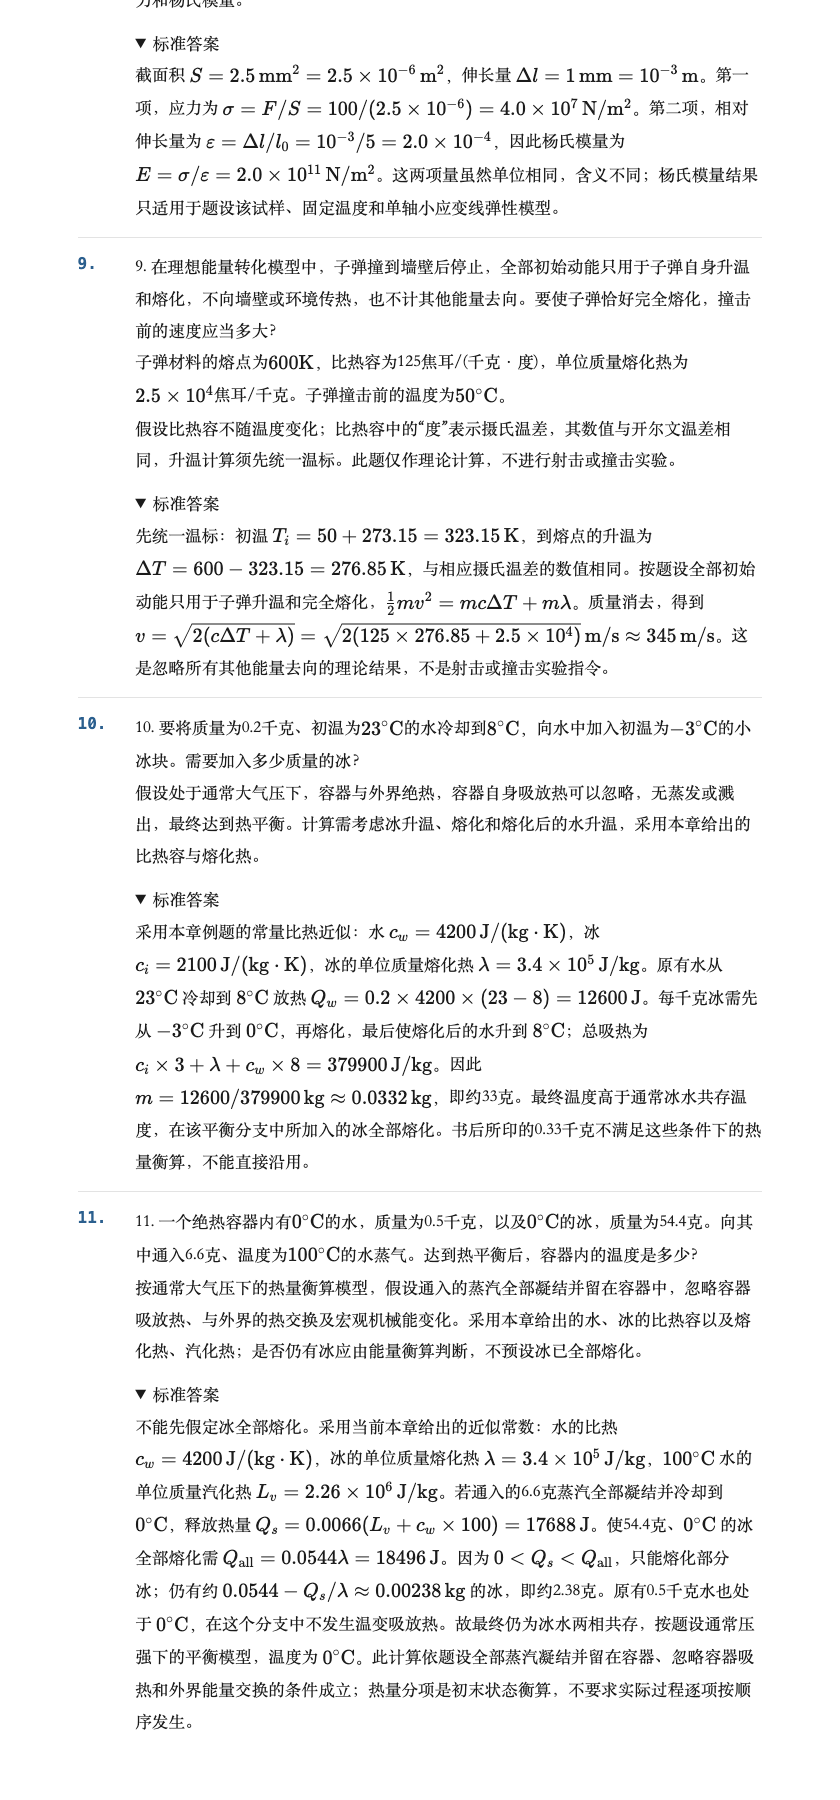 力和杨氏模量。
▼ 标准答案
截面积 S = 2.5 mm² = 2.5 × 10⁻⁶ m²，伸长量 Δl = 1 mm = 10⁻³ m。第一
项，应力为 σ = F/S = 100/(2.5 × 10⁻⁶) = 4.0 × 10⁷ N/m²。第二项，相对
伸长量为 ε = Δl/l₀ = 10⁻³/5 = 2.0 × 10⁻⁴，因此杨氏模量为
E = σ/ε = 2.0 × 10¹¹ N/m²。这两项量虽然单位相同，含义不同；杨氏模量结果
只适用于题设该试样、固定温度和单轴小应变线弹性模型。
9. 9. 在理想能量转化模型中，子弹撞到墙壁后停止，全部初始动能只用于子弹自身升温
和熔化，不向墙壁或环境传热，也不计其他能量去向。要使子弹恰好完全熔化，撞击
前的速度应当多大?
子弹材料的熔点为600K，比热容为125焦耳/(千克 · 度)，单位质量熔化热为
2.5 × 10⁴焦耳/千克。子弹撞击前的温度为50°C。
假设比热容不随温度变化；比热容中的“度”表示摄氏温差，其数值与开尔文温差相
同，升温计算须先统一温标。此题仅作理论计算，不进行射击或撞击实验。
▼ 标准答案
先统一温标：初温 Tᵢ = 50 + 273.15 = 323.15 K，到熔点的升温为
ΔT = 600 − 323.15 = 276.85 K，与相应摄氏温差的数值相同。按题设全部初始
动能只用于子弹升温和完全熔化，½mv² = mcΔT + mλ。质量消去，得到
v = √2(cΔT + λ) = √2(125 × 276.85 + 2.5 × 10⁴) m/s ≈ 345 m/s。这
是忽略所有其他能量去向的理论结果，不是射击或撞击实验指令。
10. 10. 要将质量为0.2千克、初温为23°C的水冷却到8°C，向水中加入初温为−3°C的小
冰块。需要加入多少质量的冰?
假设处于通常大气压下，容器与外界绝热，容器自身吸放热可以忽略，无蒸发或溅
出，最终达到热平衡。计算需考虑冰升温、熔化和熔化后的水升温，采用本章给出的
比热容与熔化热。
▼ 标准答案
采用本章例题的常量比热近似：水 c_w = 4200 J/(kg · K)，冰
cᵢ = 2100 J/(kg · K)，冰的单位质量熔化热 λ = 3.4 × 10⁵ J/kg。原有水从
23°C 冷却到 8°C 放热 Q_w = 0.2 × 4200 × (23 − 8) = 12600 J。每千克冰需先
从 −3°C 升到 0°C，再熔化，最后使熔化后的水升到 8°C；总吸热为
cᵢ × 3 + λ + c_w × 8 = 379900 J/kg。因此
m = 12600/379900 kg ≈ 0.0332 kg，即约33克。最终温度高于通常冰水共存温
度，在该平衡分支中所加入的冰全部熔化。书后所印的0.33千克不满足这些条件下的热
量衡算，不能直接沿用。
11. 11. 一个绝热容器内有0°C的水，质量为0.5千克，以及0°C的冰，质量为54.4克。向其
中通入6.6克、温度为100°C的水蒸气。达到热平衡后，容器内的温度是多少?
按通常大气压下的热量衡算模型，假设通入的蒸汽全部凝结并留在容器中，忽略容器
吸放热、与外界的热交换及宏观机械能变化。采用本章给出的水、冰的比热容以及熔
化热、汽化热；是否仍有冰应由能量衡算判断，不预设冰已全部熔化。
▼ 标准答案
不能先假定冰全部熔化。采用当前本章给出的近似常数：水的比热
c_w = 4200 J/(kg · K)，冰的单位质量熔化热 λ = 3.4 × 10⁵ J/kg，100°C 水的
单位质量汽化热 Lᵥ = 2.26 × 10⁶ J/kg。若通入的6.6克蒸汽全部凝结并冷却到
0°C，释放热量 Qₛ = 0.0066(Lᵥ + c_w × 100) = 17688 J。使54.4克、0°C 的冰
全部熔化需 Q_all = 0.0544λ = 18496 J。因为 0 < Qₛ < Q_all，只能熔化部分
冰；仍有约 0.0544 − Qₛ/λ ≈ 0.00238 kg 的冰，即约2.38克。原有0.5千克水也处
于 0°C，在这个分支中不发生温变吸放热。故最终仍为冰水两相共存，按题设通常压
强下的平衡模型，温度为 0°C。此计算依题设全部蒸汽凝结并留在容器、忽略容器吸
热和外界能量交换的条件成立；热量分项是初末状态衡算，不要求实际过程逐项按顺
序发生。